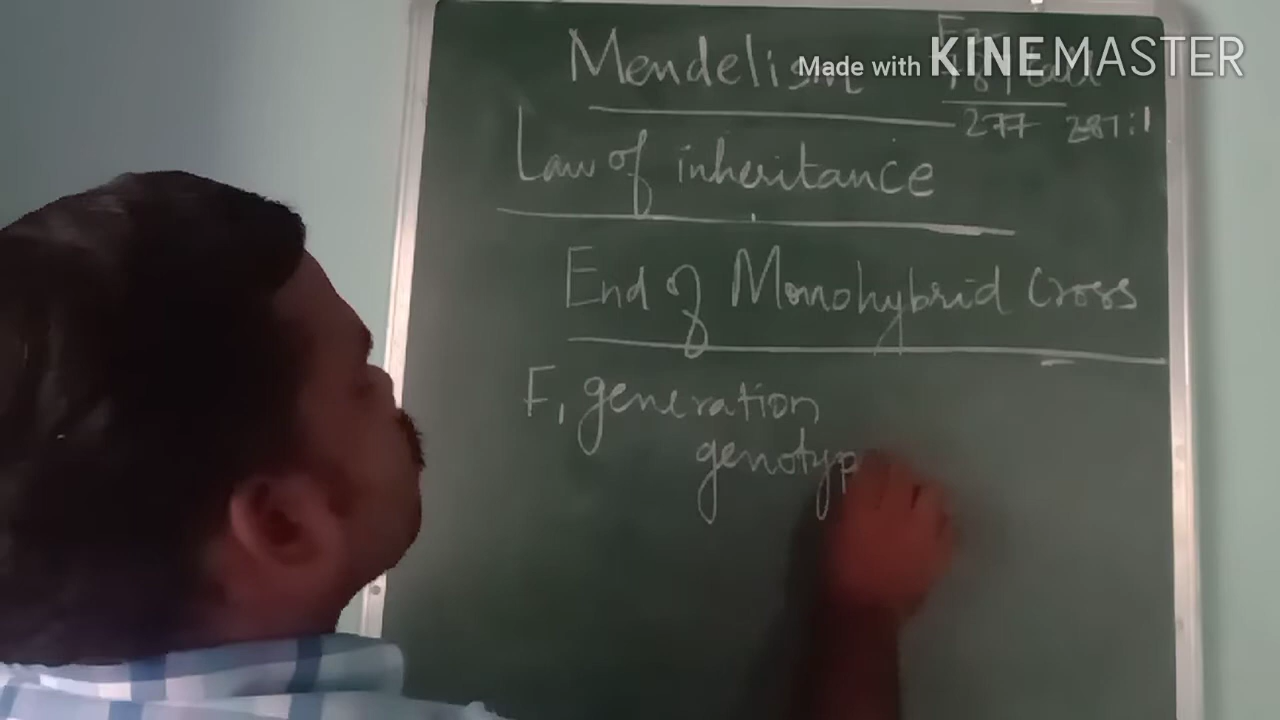 Mendelism
Made with KINEMASTER
277 287:1
Law of inheritance
End of Monohybrid Cross
F1 generation
genotyp